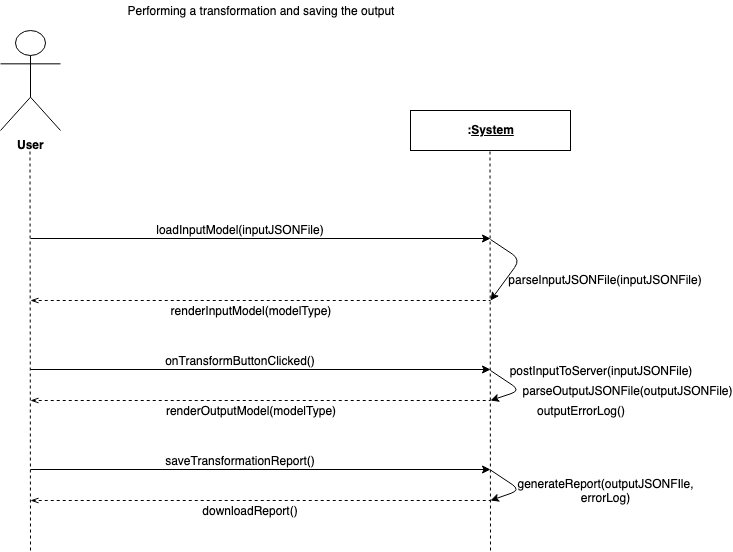 Performing a transformation and saving the output
User
:System
loadInputModel(inputJSONFile)
parseInputJSONFile(inputJSONFile)
renderInputModel(modelType)
onTransformButtonClicked()
postInputToServer(inputJSONFile)
parseOutputJSONFile(outputJSONFile)
renderOutputModel(modelType)
outputErrorLog()
saveTransformationReport()
generateReport(outputJSONFIle,
errorLog)
downloadReport()